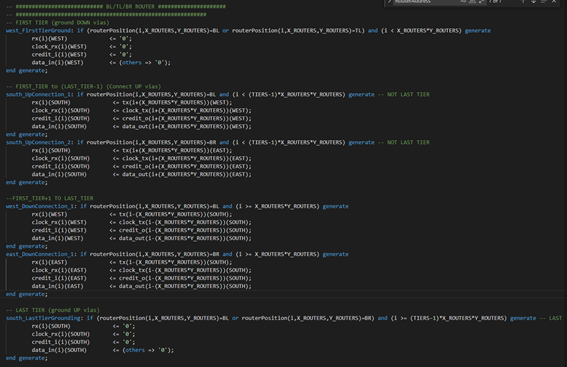 RouterAddress
-- ########################## BL/TL/BR ROUTER #####################
-- ##########################################################
-- FIRST TIER (ground DOWN vias)
west_FirstTierGround: if (routerPosition(i,X_ROUTERS,Y_ROUTERS)=BL or routerPosition(i,X_ROUTERS,Y_ROUTERS)=TL) and (i < X_ROUTERS*Y_ROUTERS) generate
rx(i)(WEST) <= '0';
clock_rx(i)(WEST) <= '0';
credit_i(i)(WEST) <= '0';
data_in(i)(WEST) <= (others => '0');
end generate;
-- FIRST_TIER to (LAST_TIER-1) (Connect UP vias)
south_UpConnection_1: if routerPosition(i,X_ROUTERS,Y_ROUTERS)=BL and (i < (TIERS-1)*X_ROUTERS*Y_ROUTERS) generate -- NOT LAST TIER
rx(i)(SOUTH) <= tx(i+(X_ROUTERS*Y_ROUTERS))(WEST);
clock_rx(i)(SOUTH) <= clock_tx(i+(X_ROUTERS*Y_ROUTERS))(WEST);
credit_i(i)(SOUTH) <= credit_o(i+(X_ROUTERS*Y_ROUTERS))(WEST);
data_in(i)(SOUTH) <= data_out(i+(X_ROUTERS*Y_ROUTERS))(WEST);
end generate;
south_UpConnection_2: if routerPosition(i,X_ROUTERS,Y_ROUTERS)=BR and (i < (TIERS-1)*X_ROUTERS*Y_ROUTERS) generate -- NOT LAST TIER
rx(i)(SOUTH) <= tx(i+(X_ROUTERS*Y_ROUTERS))(EAST);
clock_rx(i)(SOUTH) <= clock_tx(i+(X_ROUTERS*Y_ROUTERS))(EAST);
credit_i(i)(SOUTH) <= credit_o(i+(X_ROUTERS*Y_ROUTERS))(EAST);
data_in(i)(SOUTH) <= data_out(i+(X_ROUTERS*Y_ROUTERS))(EAST);
end generate;
--FIRST_TIER+1 TO LAST_TIER
west_DownConnection_1: if routerPosition(i,X_ROUTERS,Y_ROUTERS)=BL and (i >= X_ROUTERS*Y_ROUTERS) generate
rx(i)(WEST) <= tx(i-(X_ROUTERS*Y_ROUTERS))(SOUTH);
clock_rx(i)(WEST) <= clock_tx(i-(X_ROUTERS*Y_ROUTERS))(SOUTH);
credit_i(i)(WEST) <= credit_o(i-(X_ROUTERS*Y_ROUTERS))(SOUTH);
data_in(i)(WEST) <= data_out(i-(X_ROUTERS*Y_ROUTERS))(SOUTH);
end generate;
east_DownConnection_1: if routerPosition(i,X_ROUTERS,Y_ROUTERS)=BR and (i >= X_ROUTERS*Y_ROUTERS) generate
rx(i)(EAST) <= tx(i-(X_ROUTERS*Y_ROUTERS))(SOUTH);
clock_rx(i)(EAST) <= clock_tx(i-(X_ROUTERS*Y_ROUTERS))(SOUTH);
credit_i(i)(EAST) <= credit_o(i-(X_ROUTERS*Y_ROUTERS))(SOUTH);
data_in(i)(EAST) <= data_out(i-(X_ROUTERS*Y_ROUTERS))(SOUTH);
end generate;
-- LAST TIER (ground UP vias)
south_LastTierGrounding: if (routerPosition(i,X_ROUTERS,Y_ROUTERS)=BL or routerPosition(i,X_ROUTERS,Y_ROUTERS)=BR) and (i >= (TIERS-1)*X_ROUTERS*Y_ROUTERS) generate -- LAST
rx(i)(SOUTH) <= '0';
clock_rx(i)(SOUTH) <= '0';
credit_i(i)(SOUTH) <= '0';
data_in(i)(SOUTH) <= (others => '0');
end generate;